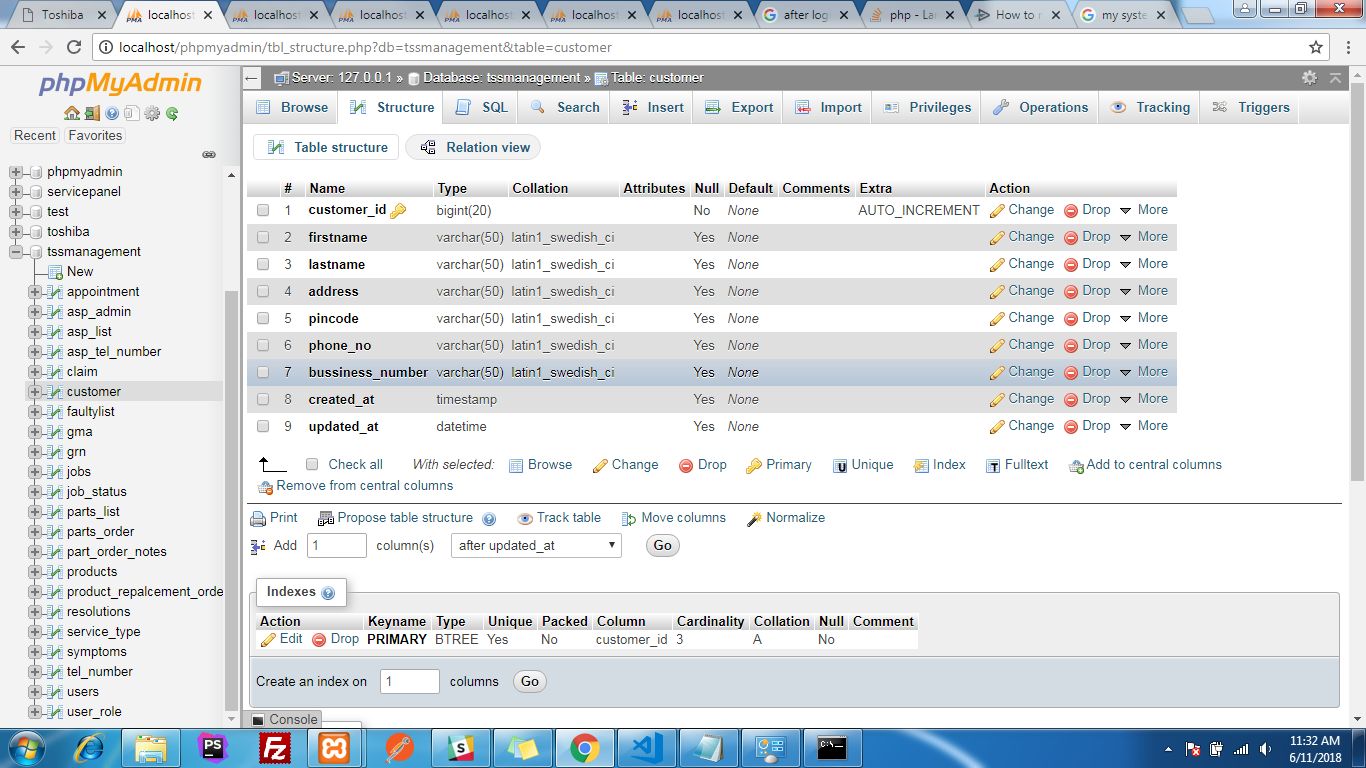 Toshiba localhost localhost localhost localhost localhost localhost after log php - La How to r my syste
localhost/phpmyadmin/tbl_structure.php?db=tssmanagement&table=customer
phpMyAdmin
Recent Favorites
phpmyadmin
servicepanel
test
toshiba
tssmanagement
New
appointment
asp_admin
asp_list
asp_tel_number
claim
customer
faultylist
gma
grn
jobs
job_status
parts_list
parts_order
part_order_notes
products
product_repalcement_orde
resolutions
service_type
symptoms
tel_number
users
user_role
Server: 127.0.0.1 » Database: tssmanagement » Table: customer
Browse Structure SQL Search Insert Export Import Privileges Operations Tracking Triggers
Table structure Relation view
# Name Type Collation Attributes Null Default Comments Extra Action
1 customer_id bigint(20) No None AUTO_INCREMENT Change Drop More
2 firstname varchar(50) latin1_swedish_ci Yes None Change Drop More
3 lastname varchar(50) latin1_swedish_ci Yes None Change Drop More
4 address varchar(50) latin1_swedish_ci Yes None Change Drop More
5 pincode varchar(50) latin1_swedish_ci Yes None Change Drop More
6 phone_no varchar(50) latin1_swedish_ci Yes None Change Drop More
7 bussiness_number varchar(50) latin1_swedish_ci Yes None Change Drop More
8 created_at timestamp Yes None Change Drop More
9 updated_at datetime Yes None Change Drop More
Check all With selected: Browse Change Drop Primary Unique Index Fulltext Add to central columns
Remove from central columns
Print Propose table structure Track table Move columns Normalize
Add 1 column(s) after updated_at Go
Indexes
Action Keyname Type Unique Packed Column Cardinality Collation Null Comment
Edit Drop PRIMARY BTREE Yes No customer_id 3 A No
Create an index on 1 columns Go
Console
11:32 AM
6/11/2018